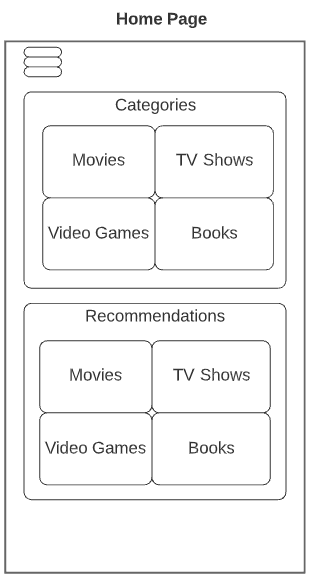 Home Page
Categories
Movies
TV Shows
Video Games
Books
Recommendations
Movies
TV Shows
Video Games
Books